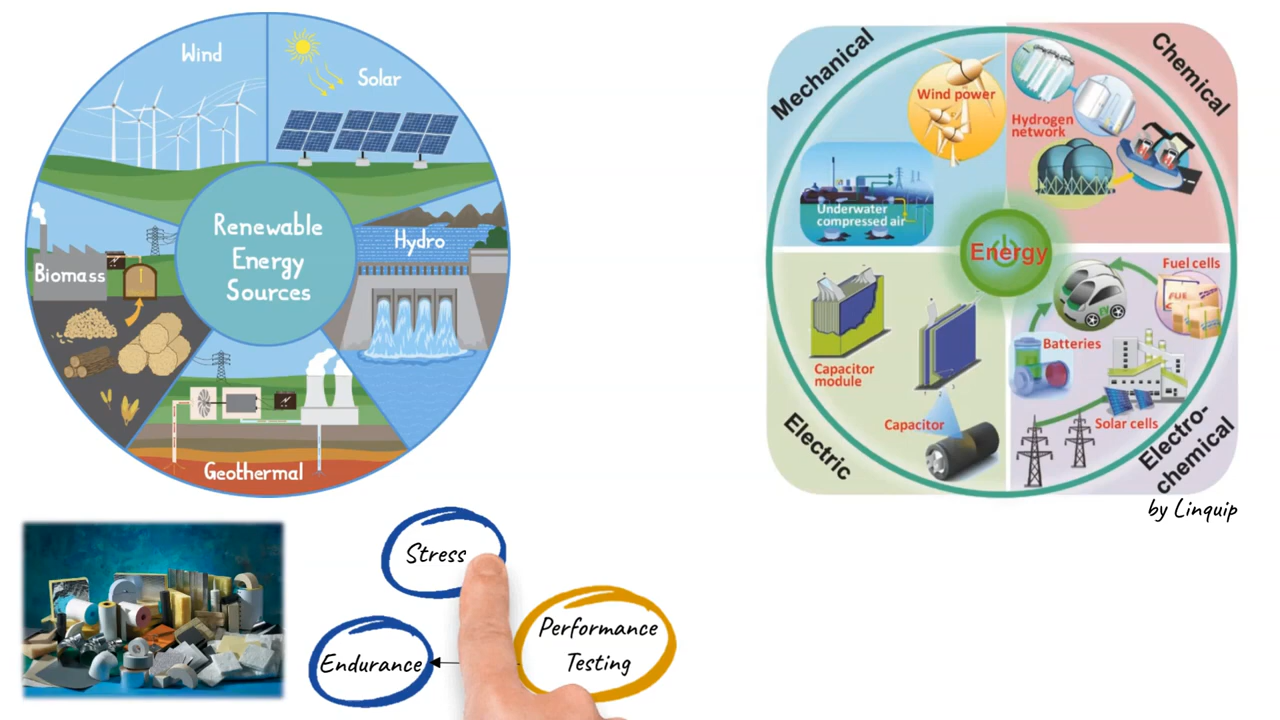 Wind
Solar
Renewable
Energy
Sources
Hydro
Biomass
Geothermal
Mechanical
Chemical
Wind power
Hydrogen
network
Underwater
compressed air
Energy
Fuel cells
Batteries
Capacitor
module
Capacitor
Solar cells
Electric
Electro-
chemical
by Linquip
Stress
Performance
Testing
Endurance